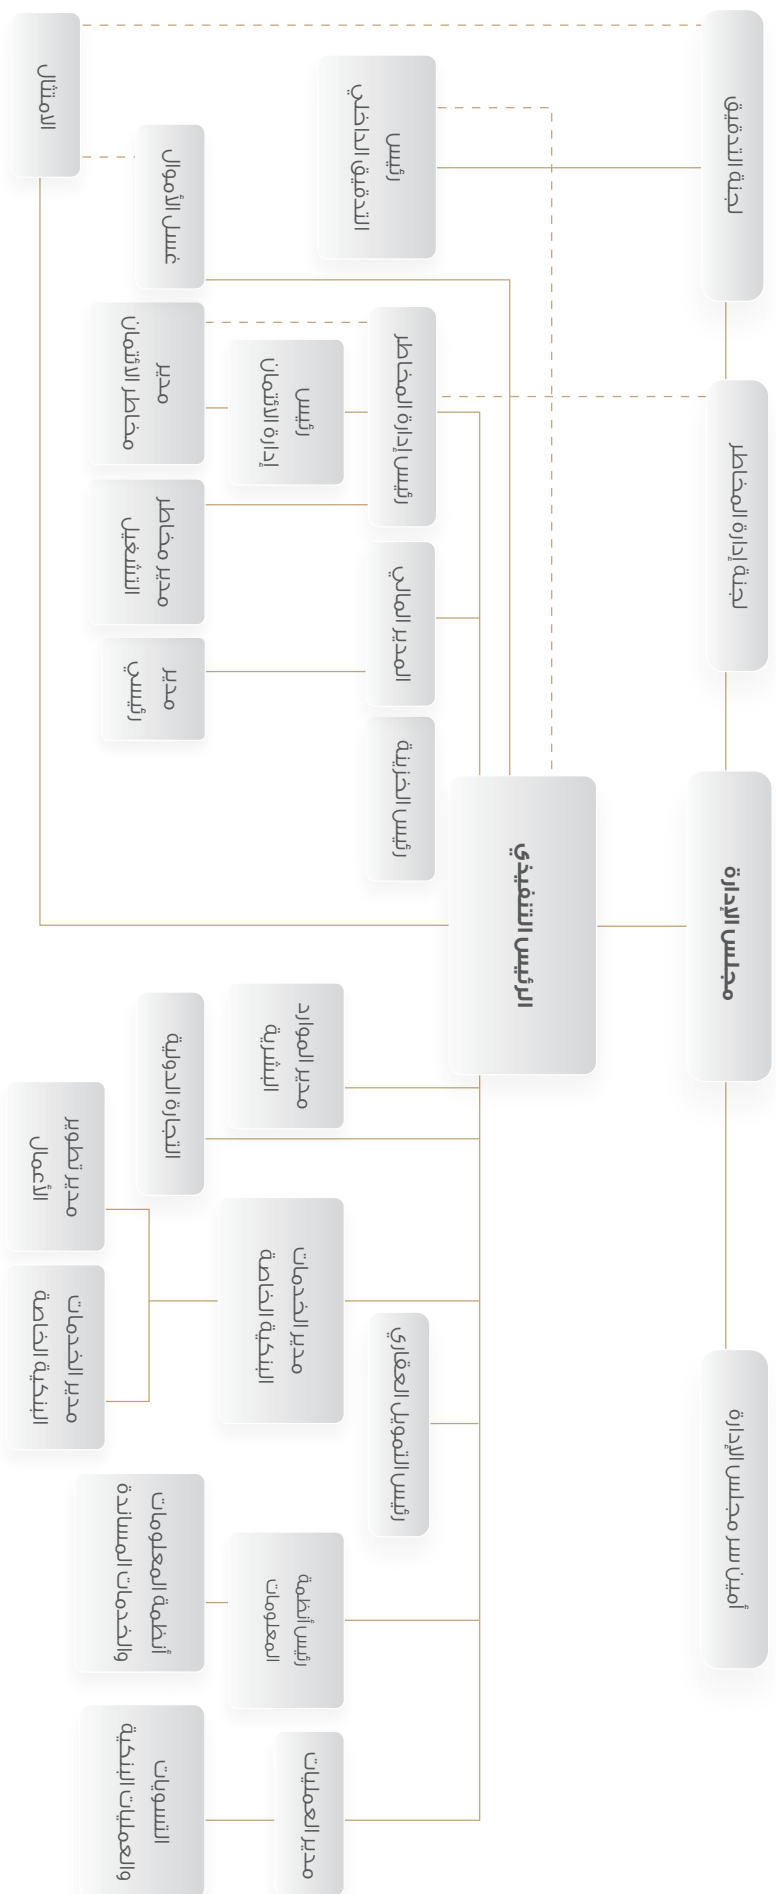 لجنة التدقيق
لجنة إدارة المخاطر
مجلس الإدارة
أمين سر مجلس الإدارة
رئيس
التدقيق الداخلي
الرئيس التنفيذي
رئيس إدارة المخاطر
المدير المالي
رئيس الخزينة
رئيس التمويل العقاري
رئيس
إدارة الائتمان
مدير الموارد
البشرية
مدير الخدمات
البنكية الخاصة
رئيس أنظمة
المعلومات
مدير العمليات
غسل الأموال
مدير
مخاطر الائتمان
مدير مخاطر
التشغيل
مدير
رئيسي
التجارة الدولية
أنظمة المعلومات
والخدمات المساندة
التسويات
والعمليات البنكية
الامتثال
مدير تطوير
الأعمال
مدير الخدمات
البنكية الخاصة